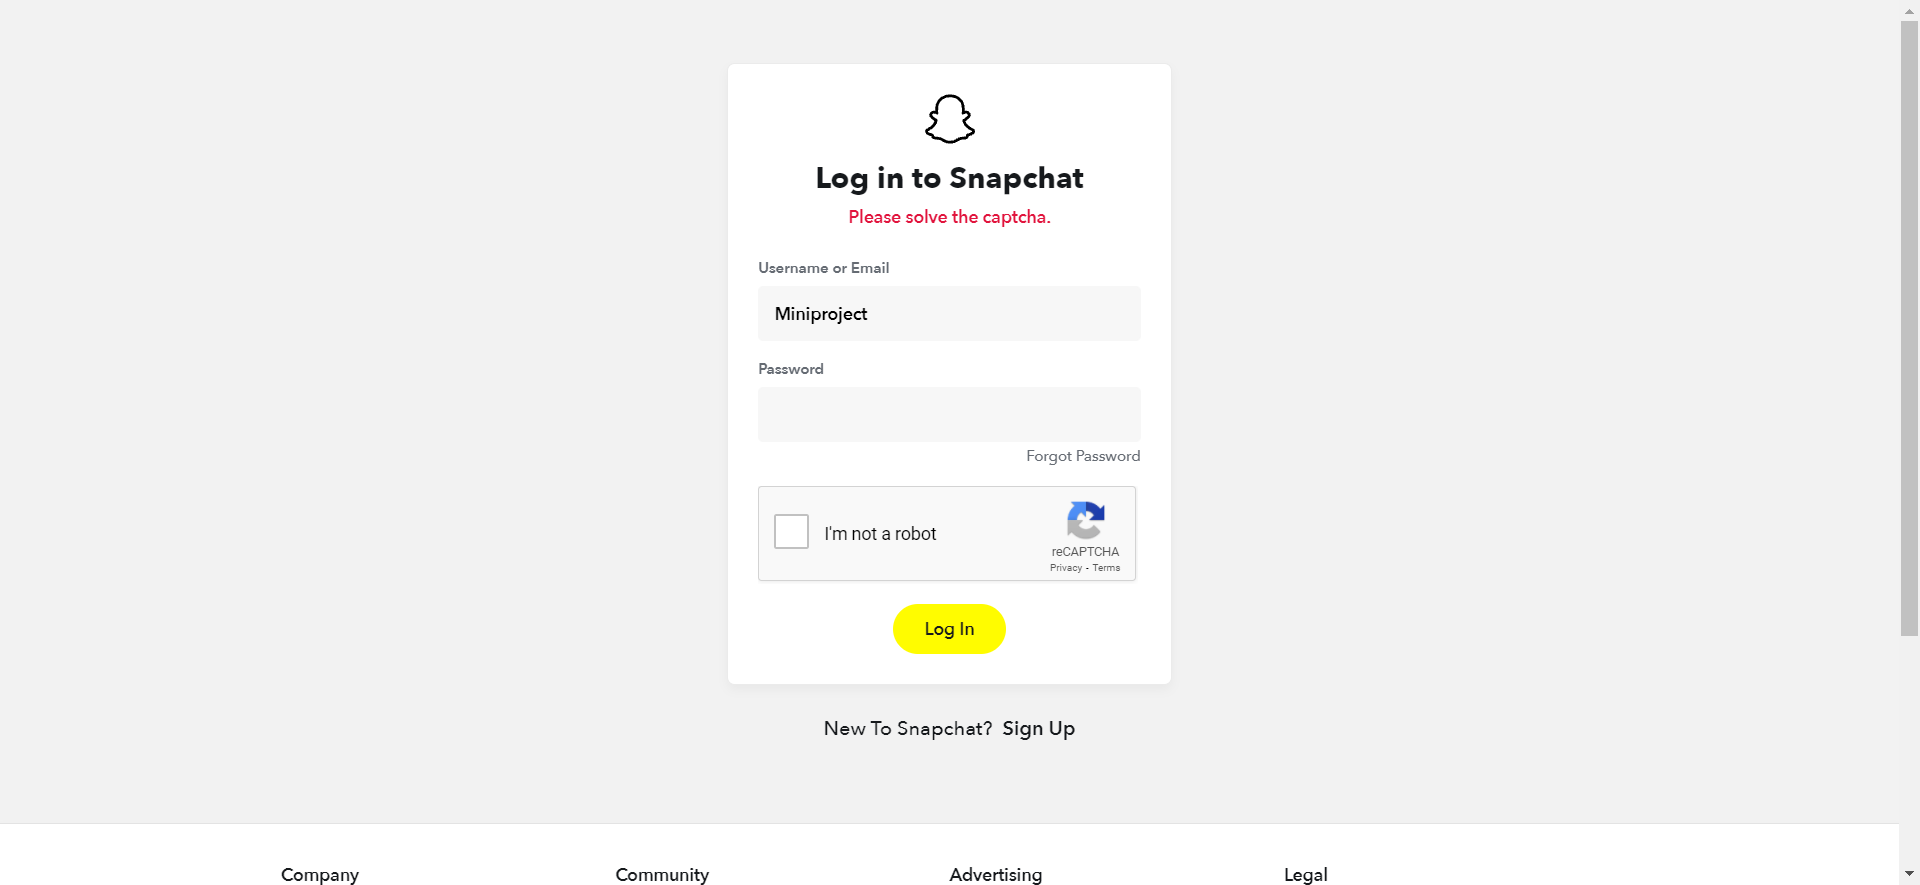 Log in to Snapchat
Please solve the captcha.
Username or Email
Miniproject
Password
Forgot Password
I'm not a robot
reCAPTCHA
Privacy - Terms
Log In
New To Snapchat? Sign Up
Company Community Advertising Legal